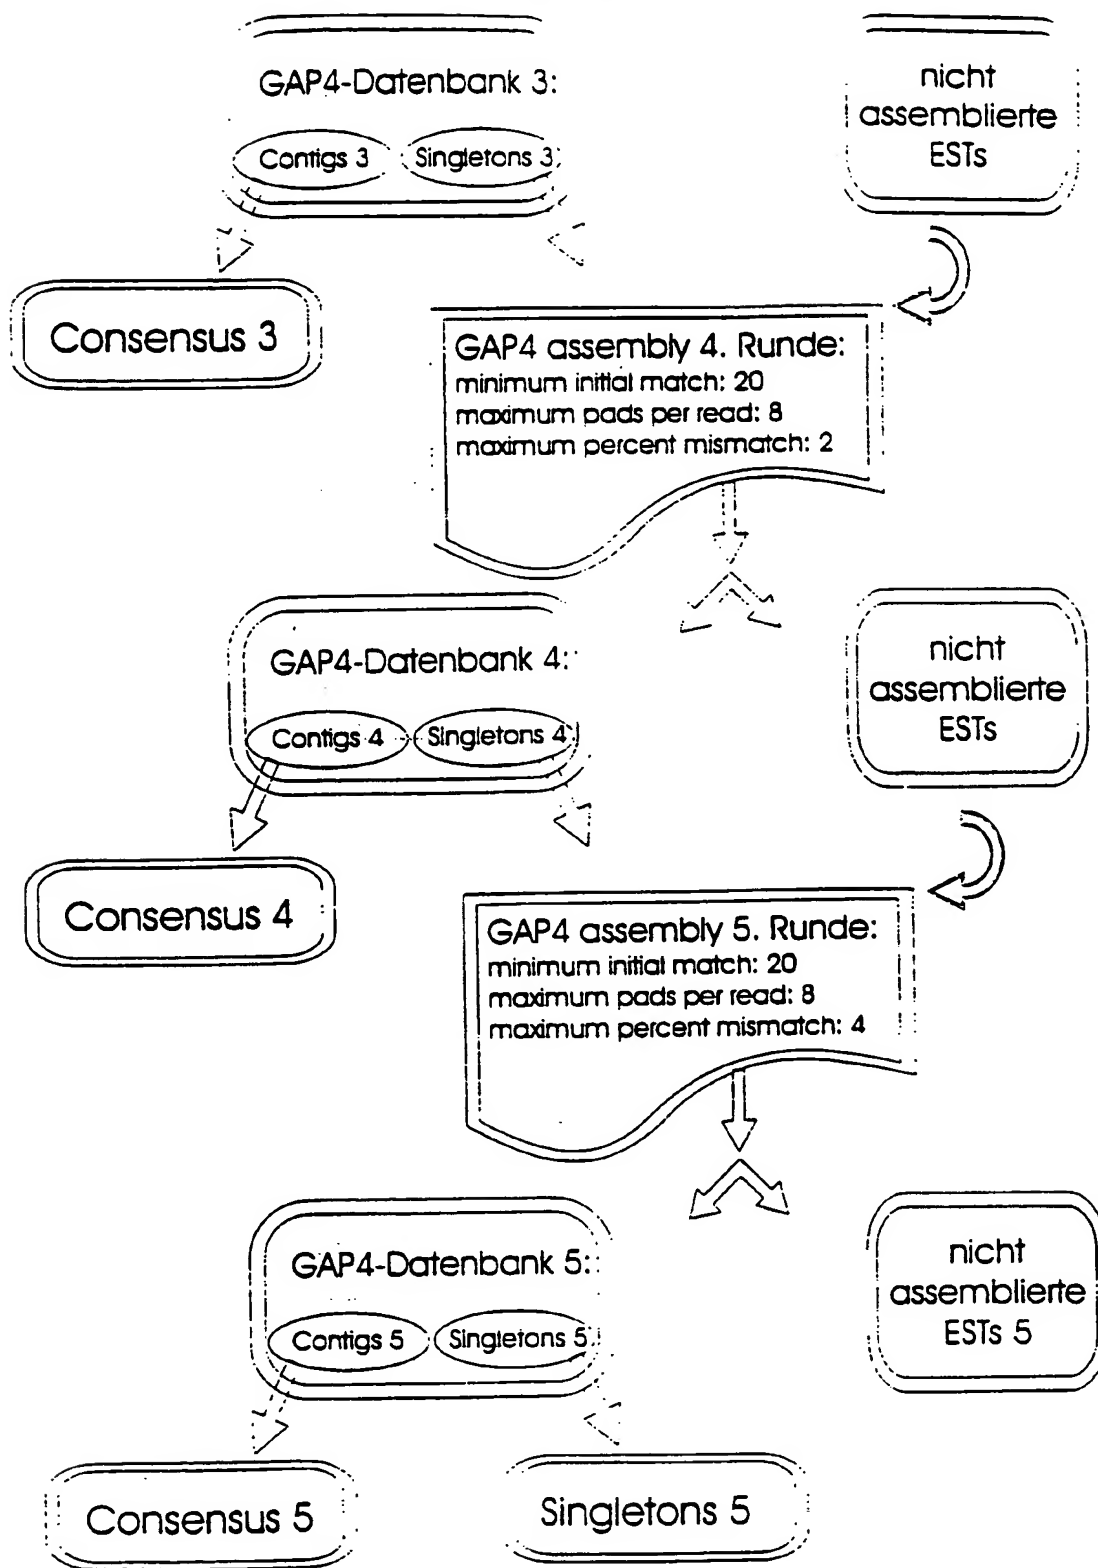 GAP4-Datenbank 3:
Contigs 3
Singletons 3
nicht
assemblierte
ESTs
Consensus 3
GAP4 assembly 4. Runde:
minimum initial match: 20
maximum pads per read: 8
maximum percent mismatch: 2
GAP4-Datenbank 4:
Contigs 4
Singletons 4
nicht
assemblierte
ESTs
Consensus 4
GAP4 assembly 5. Runde:
minimum initial match: 20
maximum pads per read: 8
maximum percent mismatch: 4
GAP4-Datenbank 5:
Contigs 5
Singletons 5
nicht
assemblierte
ESTs 5
Consensus 5
Singletons 5